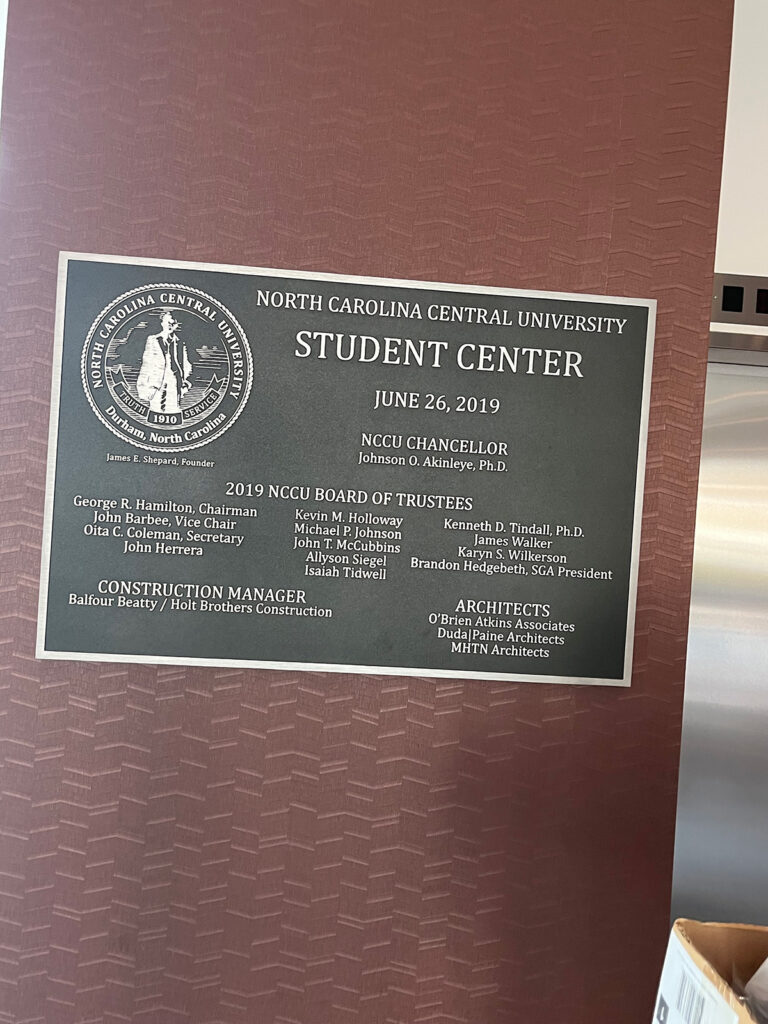 NORTH CAROLINA CENTRAL UNIVERSITY
TRUTH 1910 SERVICE
Durham, North Carolina
James E. Shepard, Founder
NORTH CAROLINA CENTRAL UNIVERSITY
STUDENT CENTER
JUNE 26, 2019
NCCU CHANCELLOR
Johnson O. Akinleye, Ph.D.
2019 NCCU BOARD OF TRUSTEES
George R. Hamilton, Chairman
John Barbee, Vice Chair
Oita C. Coleman, Secretary
John Herrera
Kevin M. Holloway
Michael P. Johnson
John T. McCubbins
Allyson Siegel
Isaiah Tidwell
Kenneth D. Tindall, Ph.D.
James Walker
Karyn S. Wilkerson
Brandon Hedgebeth, SGA President
CONSTRUCTION MANAGER
Balfour Beatty / Holt Brothers Construction
ARCHITECTS
O'Brien Atkins Associates
Duda|Paine Architects
MHTN Architects